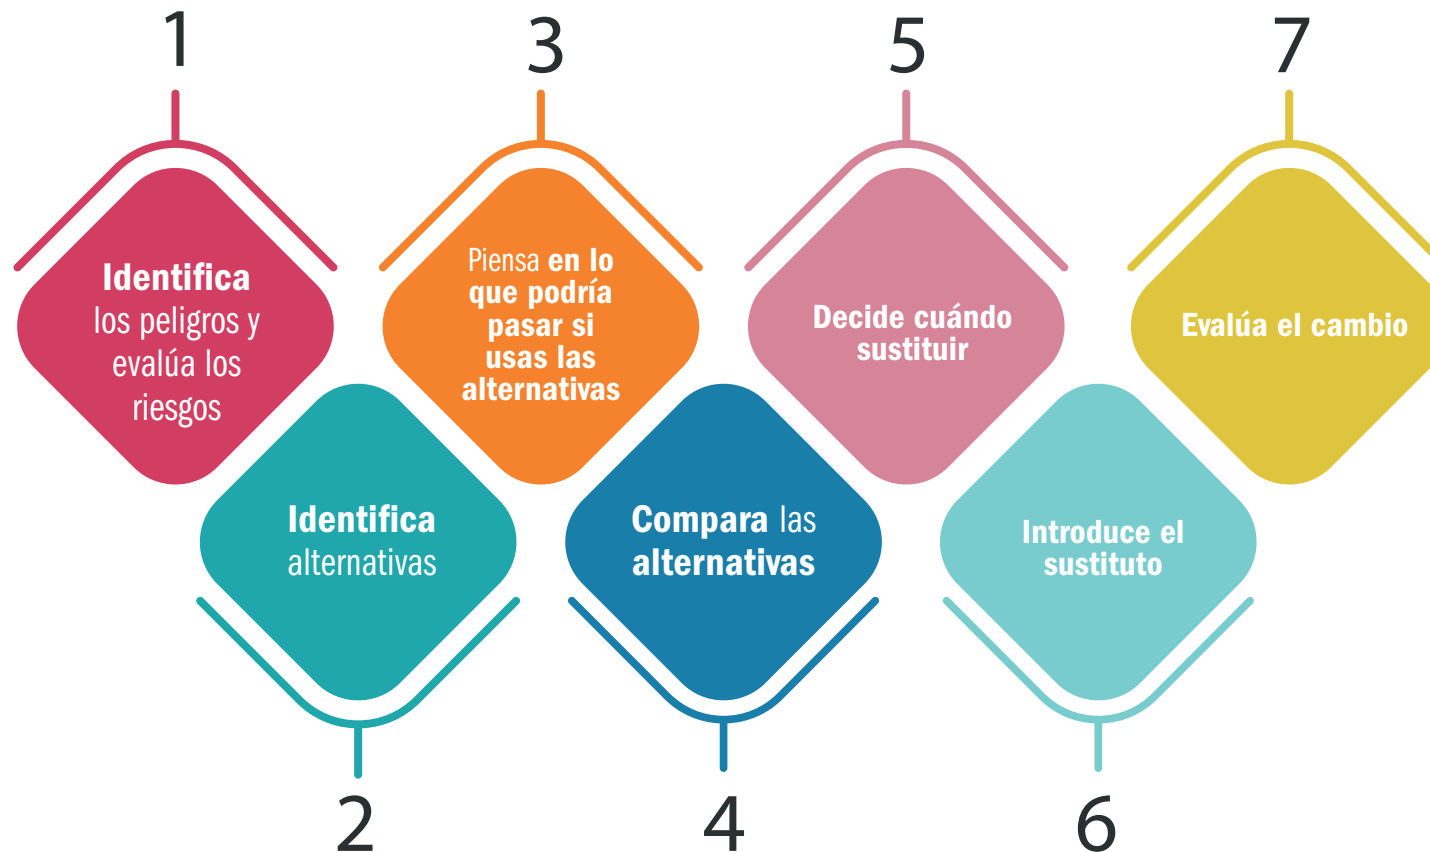 1
Identifica
los peligros y
evalúa los
riesgos
2
Identifica
alternativas
3
Piensa en lo
que podría
pasar si
usas las
alternativas
4
Compara las
alternativas
5
Decide cuándo
sustituir
6
Introduce el
sustituto
7
Evalúa el cambio